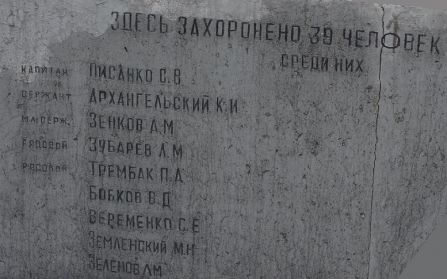 ЗДЕСЬ ЗАХОРОНЕНО 39 ЧЕЛОВЕК
СРЕДИ НИХ
КАПИТАН ПИСАНКО С.В.
СЕРЖАНТ АРХАНГЕЛЬСКИЙ К.И.
МЛ.СЕРЖ. ЗЕНКОВ А.М
РЯДОВОЙ ЗУБАРЕВ А.М
РЯДОВОЙ ТРЕМБАК П.А
БОБКОВ В.Д
ВЕРЕМЕНКО С.Е
ЗЕМЛЕНСКИЙ М.Н
ЗЕЛЕНОВ А.М